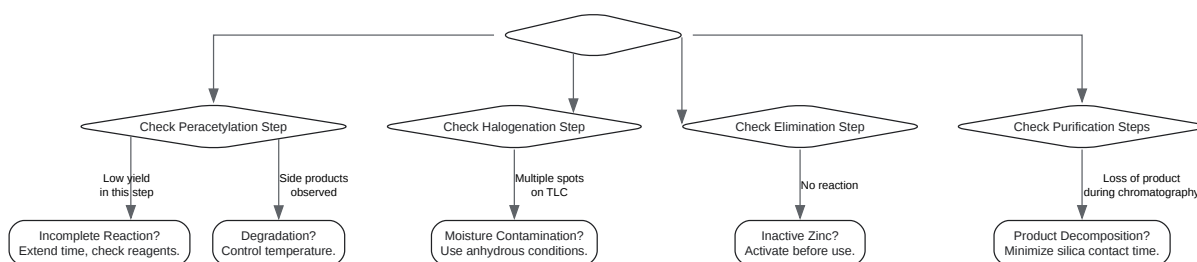 Check Peracetylation Step
Check Halogenation Step
Check Elimination Step
Check Purification Steps
Low yield
in this step
Side products
observed
Multiple spots
on TLC
No reaction
Loss of product
during chromatography
Incomplete Reaction?
Extend time, check reagents.
Degradation?
Control temperature.
Moisture Contamination?
Use anhydrous conditions.
Inactive Zinc?
Activate before use.
Product Decomposition?
Minimize silica contact time.